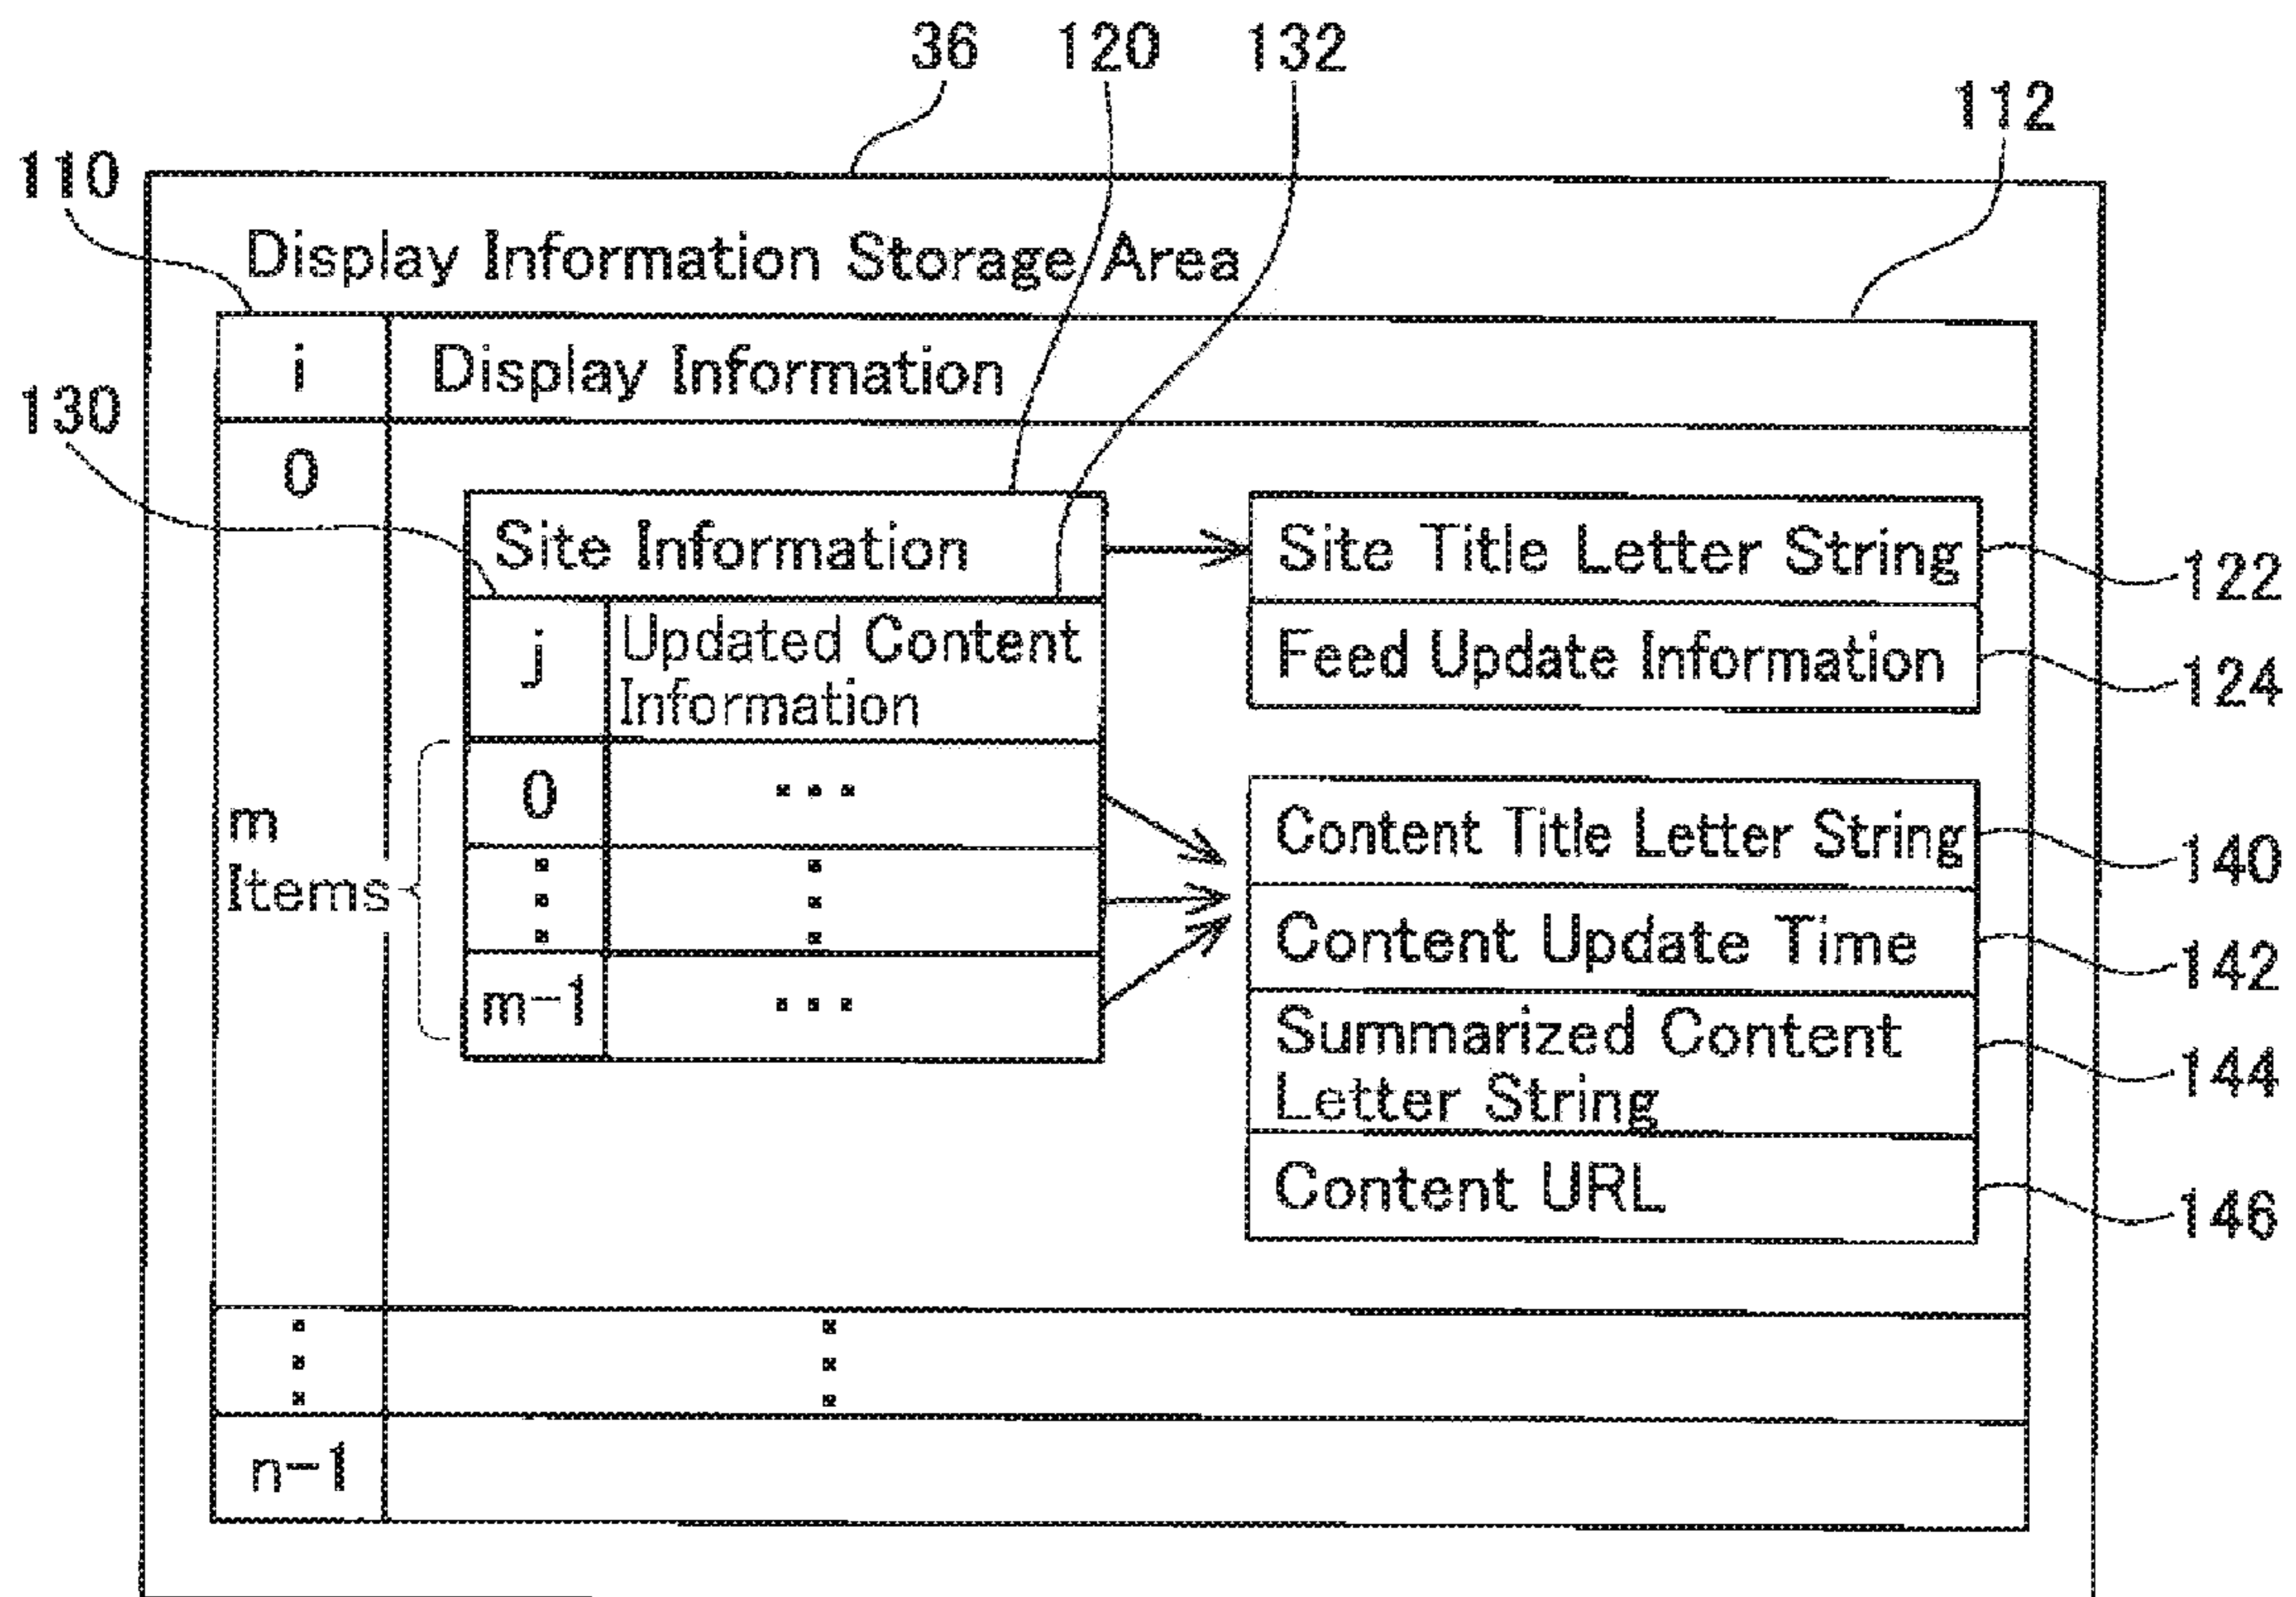 36 120 132
112
110
Display Information Storage Area
i Display Information
130
0
Site Information
Site Title Letter String
122
j
Updated Content
Information
Feed Update Information
124
0 ...
m
Items
Content Title Letter String
140
Content Update Time
142
m-1 ...
Summarized Content
Letter String
144
Content URL
146
n-1